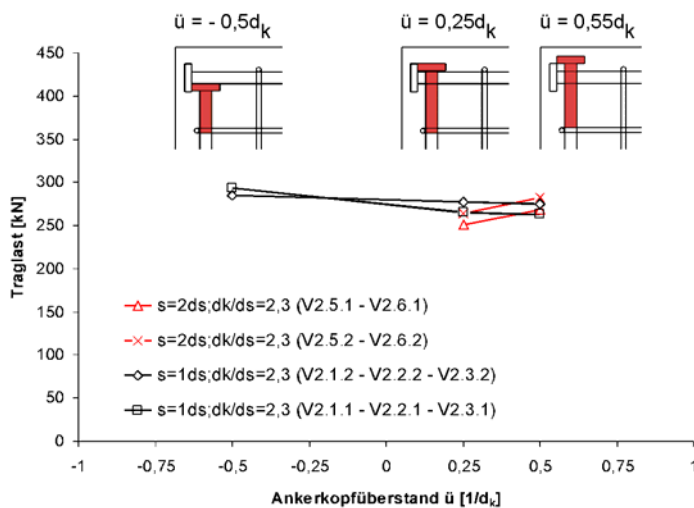 ü = - 0,5dk
ü = 0,25dk
ü = 0,55dk
450
400
350
300
250
200
150
100
50
0
Traglast [kN]
s=2ds;dk/ds=2,3 (V2.5.1 - V2.6.1)
s=2ds;dk/ds=2,3 (V2.5.2 - V2.6.2)
s=1ds;dk/ds=2,3 (V2.1.2 - V2.2.2 - V2.3.2)
s=1ds;dk/ds=2,3 (V2.1.1 - V2.2.1 - V2.3.1)
-1 -0,75 -0,5 -0,25 0 0,25 0,5 0,75 1
Ankerkopfüberstand ü [1/dk]